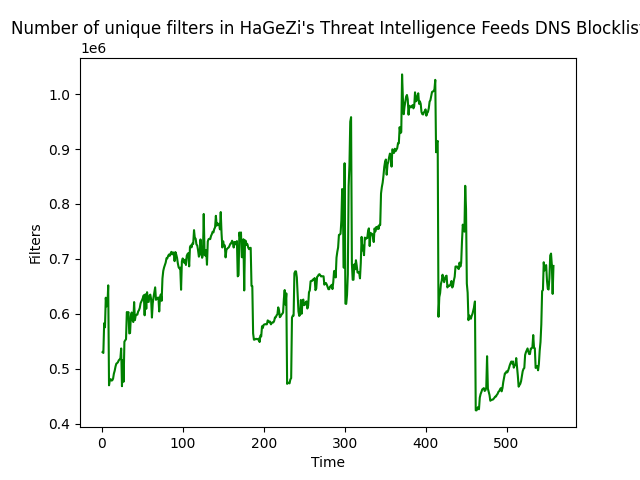 Number of unique filters in HaGeZi's Threat Intelligence Feeds DNS Blocklist
1e6
1.0
0.9
0.8
0.7
0.6
0.5
0.4
Filters
0 100 200 300 400 500
Time